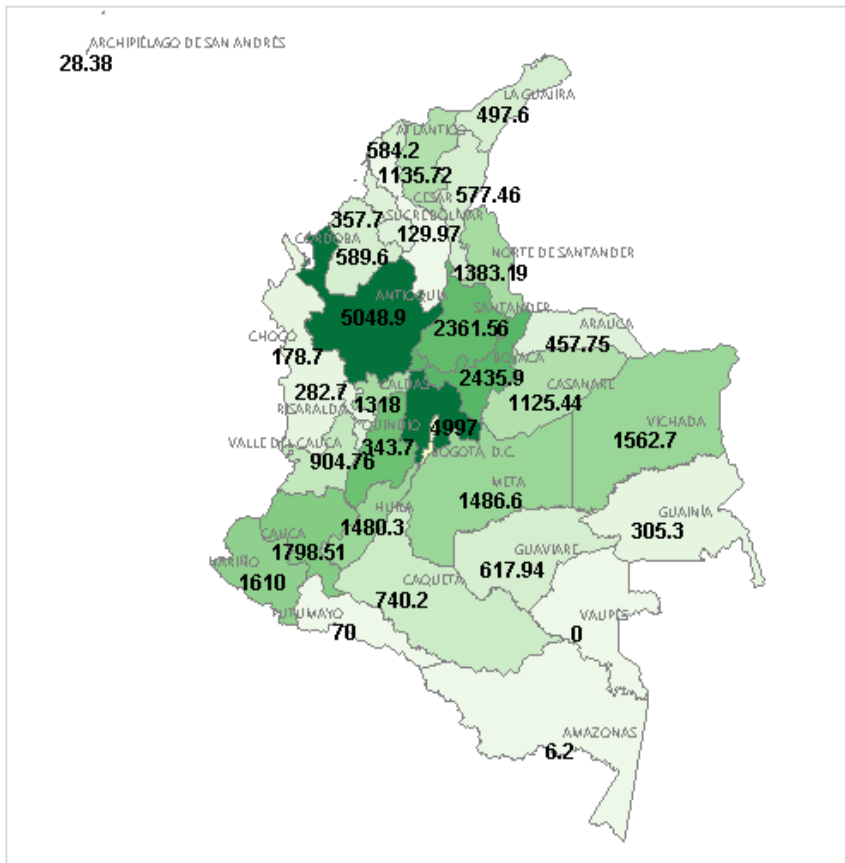 ARCHIPIÉLAGO DE SAN ANDRÉS
28.38
LA GUAJIRA
497.6
ATLÁNTICO
584.2
1135.72
CESAR
577.46
357.7
SUCRE
BOLÍVAR
129.97
CÓRDOBA
589.6
NORTE DE SANTANDER
1383.19
ANTIOQUIA
5048.9
SANTANDER
2361.56
ARAUCA
457.75
CHOCÓ
178.7
BOYACÁ
2435.9
CASANARE
1125.44
282.7
CALDAS
1318
RISARALDA
VICHADA
1562.7
QUINDÍO
343.7
4997
BOGOTÁ, D.C.
VALLE DEL CAUCA
904.76
META
1486.6
HUILA
1480.3
GUAINÍA
305.3
CAUCA
1798.51
GUAVIARE
617.94
NARIÑO
1610
CAQUETA
740.2
PUTUMAYO
70
VAUPÉS
0
AMAZONAS
6.2